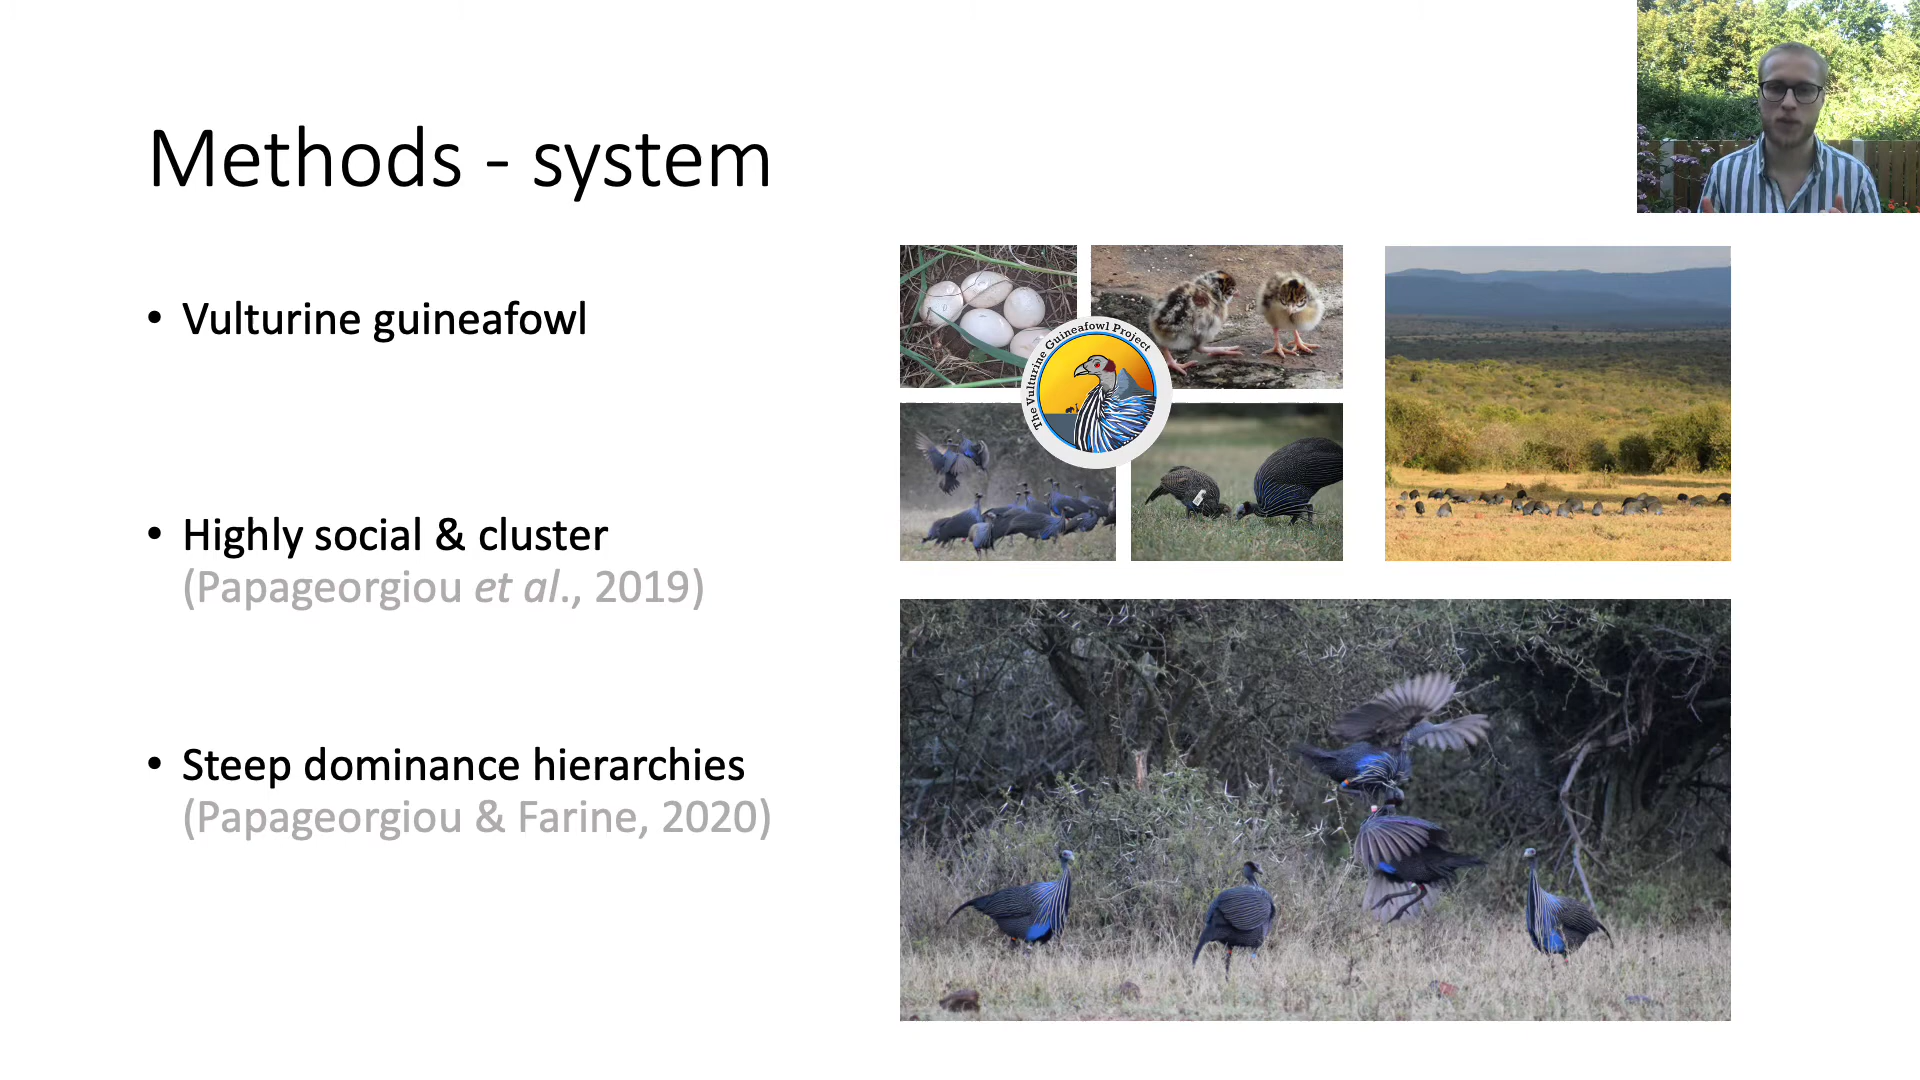 Methods - system
• Vulturine guineafowl
• Highly social & cluster
(Papageorgiou et al., 2019)
• Steep dominance hierarchies
(Papageorgiou & Farine, 2020)
The Vulturine Guineafowl Project